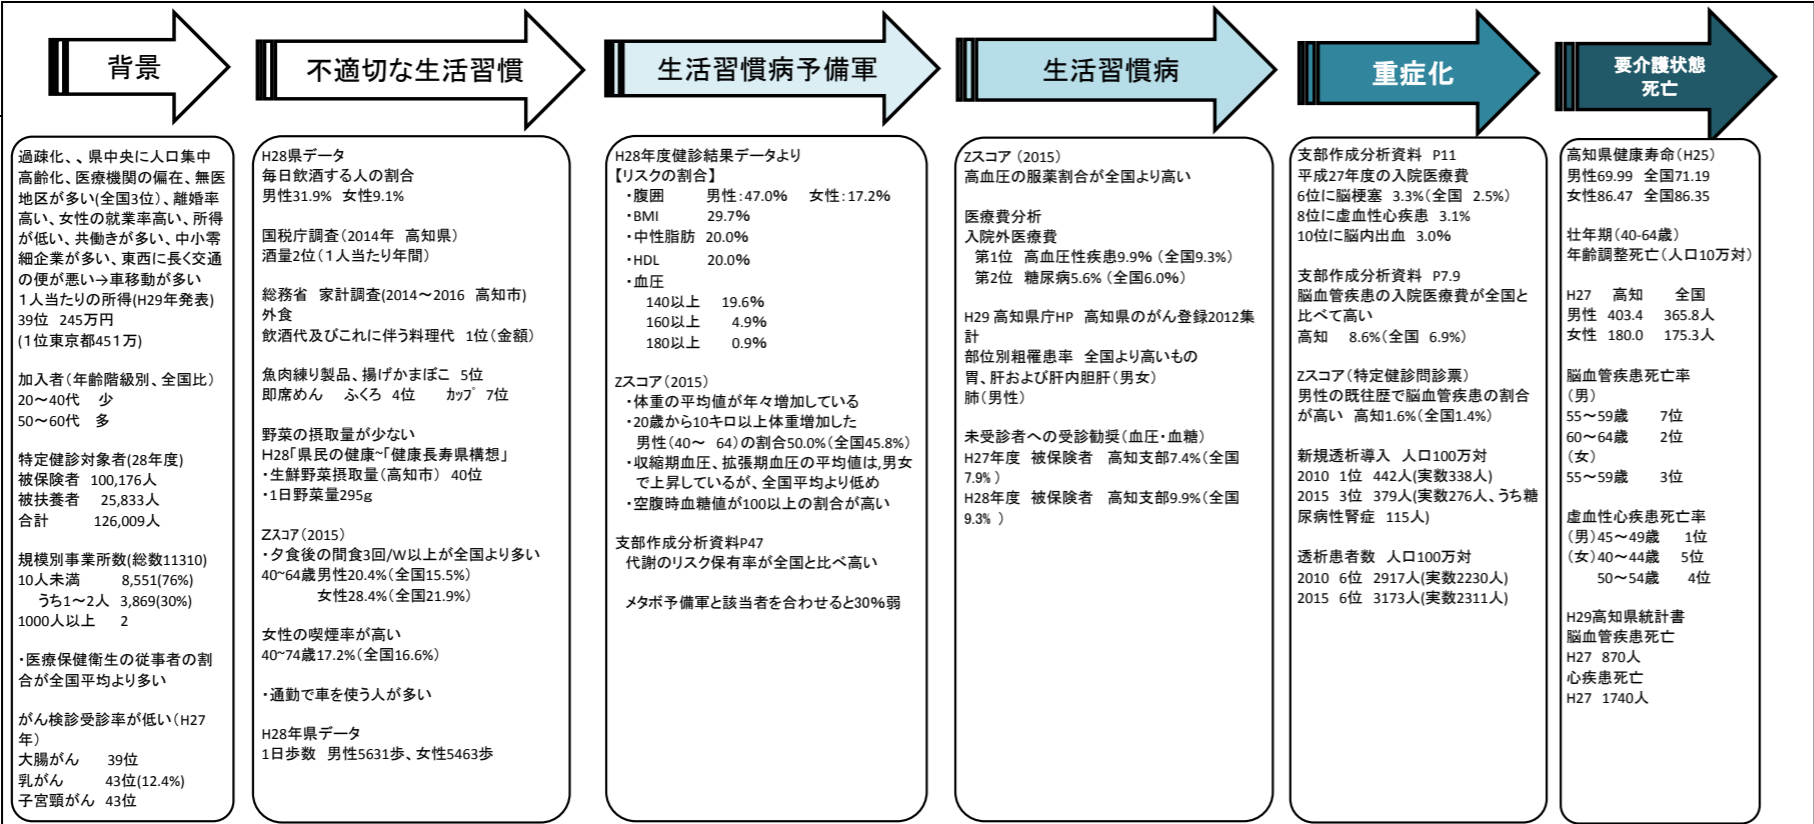 背景
過疎化、、県中央に人口集中
高齢化、医療機関の偏在、無医
地区が多い(全国3位)、離婚率
高い、女性の就業率高い、所得
が低い、共働きが多い、中小零
細企業が多い、東西に長く交通
の便が悪い→車移動が多い
1人当たりの所得(H29年発表)
39位 245万円
(1位東京都451万)
加入者(年齢階級別、全国比)
20～40代 少
50～60代 多
特定健診対象者(28年度)
被保険者 100,176人
被扶養者 25,833人
合計 126,009人
規模別事業所数(総数11310)
10人未満 8,551(76%)
うち1～2人 3,869(30%)
1000人以上 2
・医療保健衛生の従事者の割
合が全国平均より多い
がん検診受診率が低い(H27
年)
大腸がん 39位
乳がん 43位(12.4%)
子宮頸がん 43位
不適切な生活習慣
H28県データ
毎日飲酒する人の割合
男性31.9% 女性9.1%
国税庁調査(2014年 高知県)
酒量2位(1人当たり年間)
総務省 家計調査(2014～2016 高知市)
外食
飲酒代及びこれに伴う料理代 1位(金額)
魚肉練り製品、揚げかまぼこ 5位
即席めん ふくろ 4位 カップ 7位
野菜の摂取量が少ない
H28「県民の健康~「健康長寿県構想」
・生鮮野菜摂取量(高知市) 40位
・1日野菜量295g
Zスコア(2015)
・夕食後の間食3回/W以上が全国より多い
40~64歳男性20.4%(全国15.5%)
女性28.4%(全国21.9%)
女性の喫煙率が高い
40~74歳17.2%(全国16.6%)
・通勤で車を使う人が多い
H28年県データ
1日歩数 男性5631歩、女性5463歩
生活習慣病予備軍
H28年度健診結果データより
【リスクの割合】
・腹囲 男性:47.0% 女性:17.2%
・BMI 29.7%
・中性脂肪 20.0%
・HDL 20.0%
・血圧
140以上 19.6%
160以上 4.9%
180以上 0.9%
Zスコア(2015)
・体重の平均値が年々増加している
・20歳から10キロ以上体重増加した
男性(40～ 64)の割合50.0%(全国45.8%)
・収縮期血圧、拡張期血圧の平均値は,男女
で上昇しているが、全国平均より低め
・空腹時血糖値が100以上の割合が高い
支部作成分析資料P47
代謝のリスク保有率が全国と比べ高い
メタボ予備軍と該当者を合わせると30%弱
生活習慣病
Zスコア(2015)
高血圧の服薬割合が全国より高い
医療費分析
入院外医療費
第1位 高血圧性疾患9.9%(全国9.3%)
第2位 糖尿病5.6%(全国6.0%)
H29 高知県庁HP 高知県のがん登録2012集
計
部位別粗罹患率 全国より高いもの
胃、肝および肝内胆肝(男女)
肺(男性)
未受診者への受診勧奨(血圧・血糖)
H27年度 被保険者 高知支部7.4%(全国
7.9%)
H28年度 被保険者 高知支部9.9%(全国
9.3% )
重症化
支部作成分析資料 P11
平成27年度の入院医療費
6位に脳梗塞 3.3%(全国 2.5%)
8位に虚血性心疾患 3.1%
10位に脳内出血 3.0%
支部作成分析資料 P7.9
脳血管疾患の入院医療費が全国と
比べて高い
高知 8.6%(全国 6.9%)
Zスコア(特定健診問診票)
男性の既往歴で脳血管疾患の割合
が高い 高知1.6%(全国1.4%)
新規透析導入 人口100万対
2010 1位 442人(実数338人)
2015 3位 379人(実数276人、うち糖
尿病性腎症 115人)
透析患者数 人口100万対
2010 6位 2917人(実数2230人)
2015 6位 3173人(実数2311人)
要介護状態
死亡
高知県健康寿命(H25)
男性69.99 全国71.19
女性86.47 全国86.35
壮年期(40-64歳)
年齢調整死亡(人口10万対)
H27 高知 全国
男性 403.4 365.8人
女性 180.0 175.3人
脳血管疾患死亡率
(男)
55～59歳 7位
60～64歳 2位
(女)
55～59歳 3位
虚血性心疾患死亡率
(男)45～49歳 1位
(女)40～44歳 5位
50～54歳 4位
H29高知県統計書
脳血管疾患死亡
H27 870人
心疾患死亡
H27 1740人